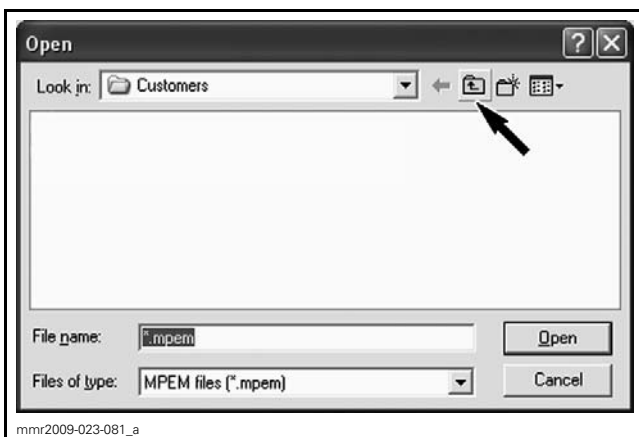 Open
Look in: Customers
File name: *.mpem
Open
Files of type: MPEM files (*.mpem)
Cancel
mmr2009-023-081_a